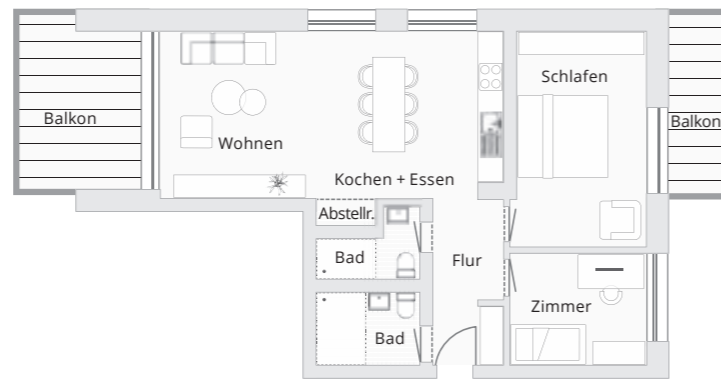 Schlafen
Balkon
Balkon
Wohnen
Kochen + Essen
Abstellr.
Bad
Flur
Zimmer
Bad